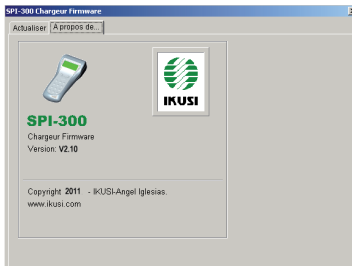 SPI-300 Chargeur Firmware
Actualiser
A propos de...
IKUSI
SPI-300
Chargeur Firmware
Version: V2.10
Copyright 2011 - IKUSI-Angel Iglesias.
www.ikusi.com